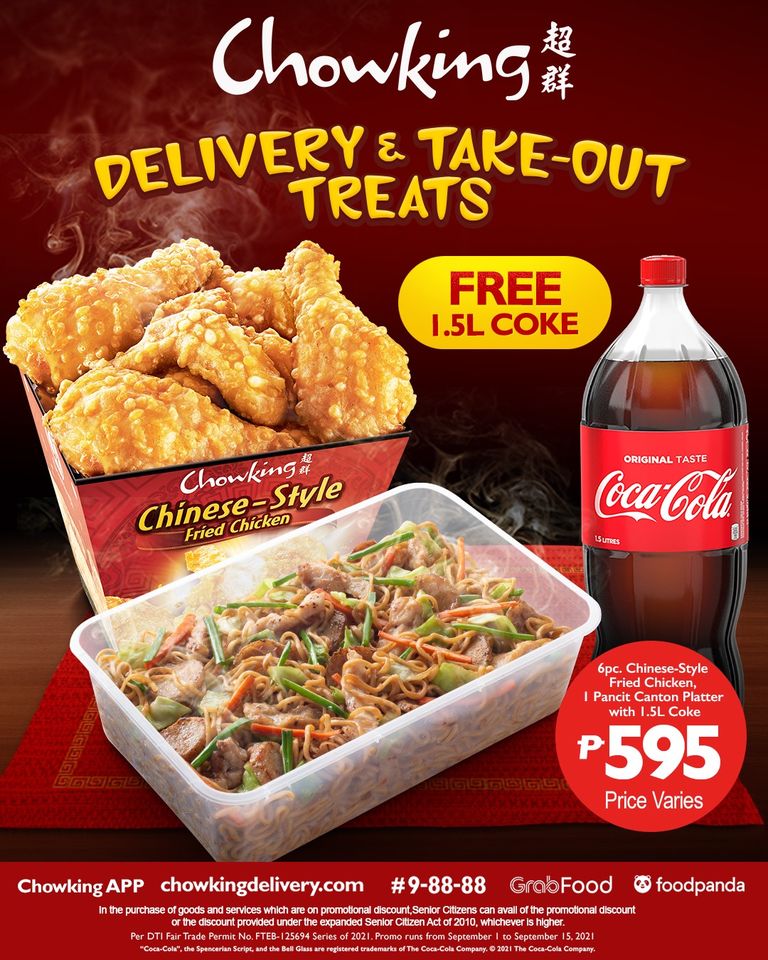 Chowking 超群
DELIVERY & TAKE-OUT
TREATS
FREE
1.5L COKE
Chowking 超群
Chinese-Style
Fried Chicken
ORIGINAL TASTE
Coca-Cola
1.5 LITRES
6pc. Chinese-Style
Fried Chicken,
1 Pancit Canton Platter
with 1.5L Coke
₱595
Price Varies
Chowking APP chowkingdelivery.com #9-88-88 GrabFood foodpanda
In the purchase of goods and services which are on promotional discount,Senior Citizens can avail of the promotional discount
or the discount provided under the expanded Senior Citizen Act of 2010, whichever is higher.
Per DTI Fair Trade Permit No. FTEB-125694 Series of 2021. Promo runs from September 1 to September 15, 2021
"Coca-Cola", the Spencerian Script, and the Bell Glass are registered trademarks of The Coca-Cola Company. © 2021 The Coca-Cola Company.